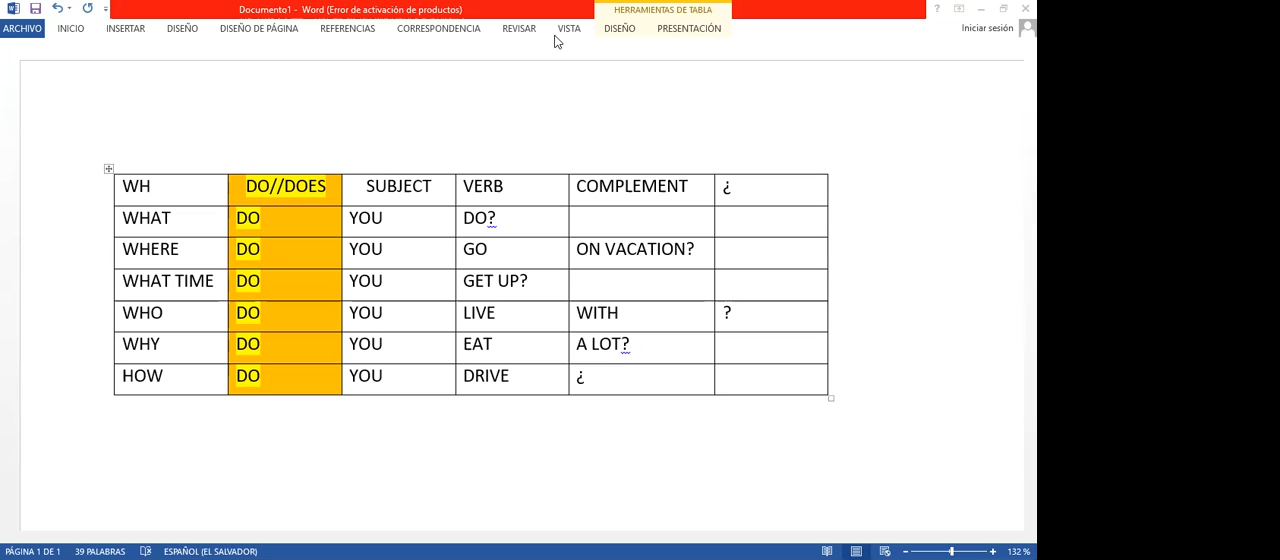 Documento1 - Word (Error de activación de productos)
HERRAMIENTAS DE TABLA
?
ARCHIVO INICIO INSERTAR DISEÑO DISEÑO DE PÁGINA REFERENCIAS CORRESPONDENCIA REVISAR VISTA DISEÑO PRESENTACIÓN Iniciar sesión
WH DO//DOES SUBJECT VERB COMPLEMENT ¿
WHAT DO YOU DO?
WHERE DO YOU GO ON VACATION?
WHAT TIME DO YOU GET UP?
WHO DO YOU LIVE WITH ?
WHY DO YOU EAT A LOT?
HOW DO YOU DRIVE ¿
PÁGINA 1 DE 1 39 PALABRAS ESPAÑOL (EL SALVADOR) 132 %